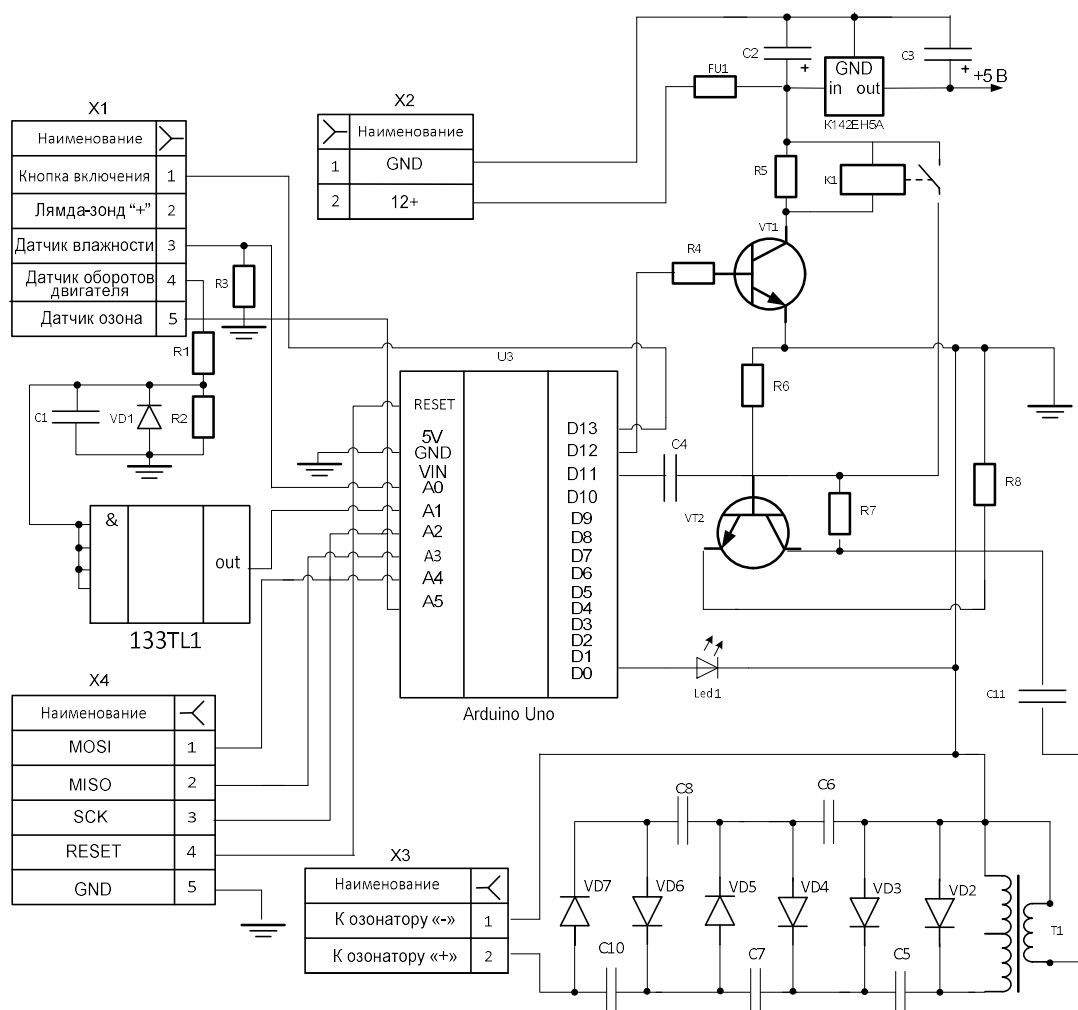 X1
Наименование
Кнопка включения 1
Лямда-зонд “+” 2
Датчик влажности 3
Датчик оборотов двигателя 4
Датчик озона 5
X2
Наименование
1 GND
2 12+
FU1
C2
+
GND
in out
К142ЕН5А
C3
+
+5 В
R5
K1
VT1
R4
R3
R1
R2
C1
VD1
R6
C4
VT2
R7
R8
&
out
133TL1
U3
RESET
5V
GND
VIN
A0
A1
A2
A3
A4
A5
D13
D12
D11
D10
D9
D8
D7
D6
D5
D4
D3
D2
D1
D0
Arduino Uno
Led1
C11
X4
Наименование
MOSI 1
MISO 2
SCK 3
RESET 4
GND 5
X3
Наименование
К озонатору «-» 1
К озонатору «+» 2
C8
C6
VD7
VD6
VD5
VD4
VD3
VD2
T1
C10
C7
C5